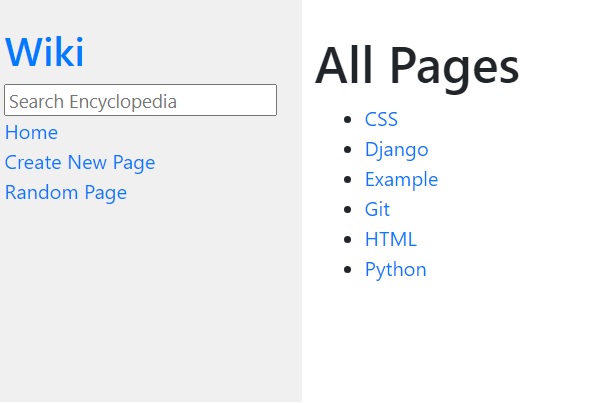 Wiki
Search Encyclopedia
Home
Create New Page
Random Page
All Pages
CSS
Django
Example
Git
HTML
Python